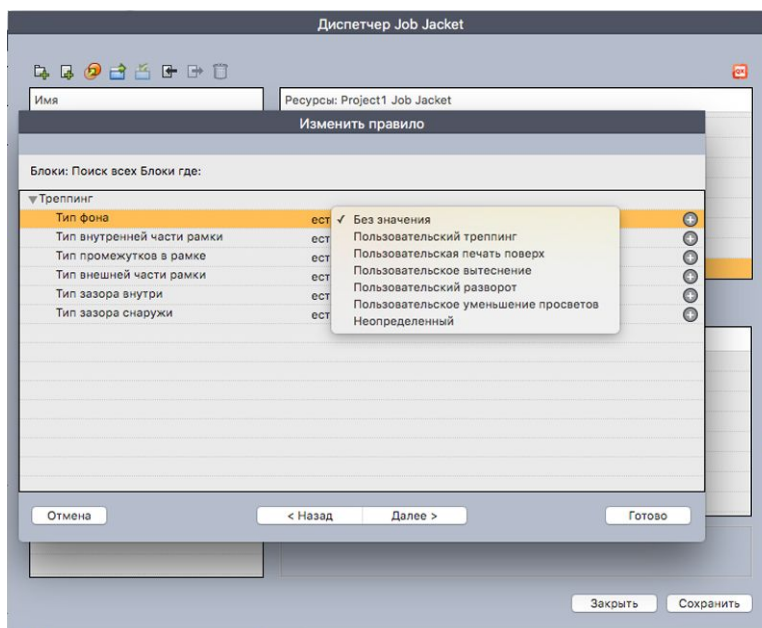 Диспетчер Job Jacket
Имя
Ресурсы: Project1 Job Jacket
Изменить правило
Блоки: Поиск всех Блоки где:
Треппинг
Тип фона ест ✓ Без значения
Тип внутренней части рамки ест Пользовательский треппинг
Тип промежутков в рамке ест Пользовательская печать поверх
Тип внешней части рамки ест Пользовательское вытеснение
Тип зазора внутри ест Пользовательский разворот
Тип зазора снаружи ест Пользовательское уменьшение просветов
Неопределенный
Отмена < Назад Далее > Готово
Закрыть Сохранить